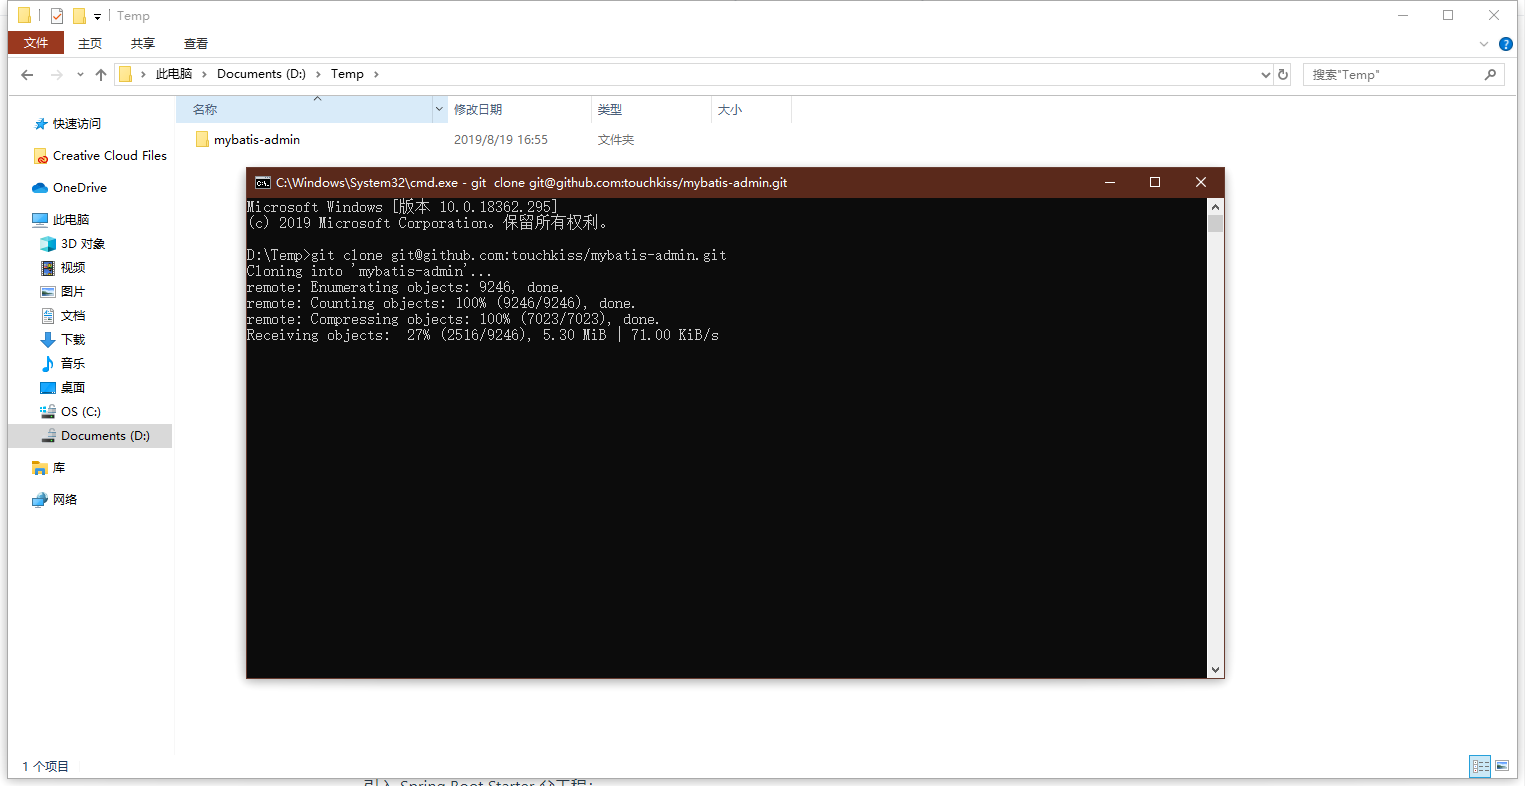 Temp
文件 主页 共享 查看
此电脑 Documents (D:) Temp
搜索"Temp"
名称 修改日期 类型 大小
mybatis-admin 2019/8/19 16:55 文件夹
快速访问
Creative Cloud Files
OneDrive
此电脑
3D 对象
视频
图片
文档
下载
音乐
桌面
OS (C:)
Documents (D:)
库
网络
C:\Windows\System32\cmd.exe - git clone git@github.com:touchkiss/mybatis-admin.git
Microsoft Windows [版本 10.0.18362.295]
(c) 2019 Microsoft Corporation。保留所有权利。
D:\Temp>git clone git@github.com:touchkiss/mybatis-admin.git
Cloning into 'mybatis-admin'...
remote: Enumerating objects: 9246, done.
remote: Counting objects: 100% (9246/9246), done.
remote: Compressing objects: 100% (7023/7023), done.
Receiving objects:  27% (2516/9246), 5.30 MiB | 71.00 KiB/s
1 个项目